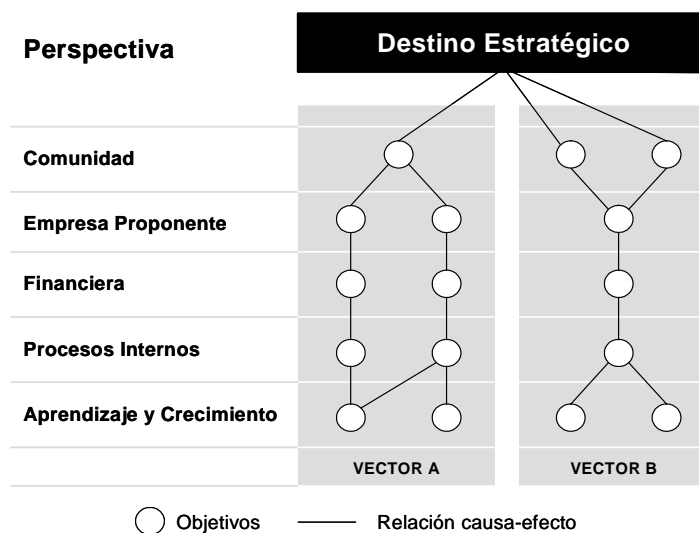 Perspectiva
Destino Estratégico
Comunidad
Empresa Proponente
Financiera
Procesos Internos
Aprendizaje y Crecimiento
VECTOR A
VECTOR B
Objetivos
Relación causa-efecto